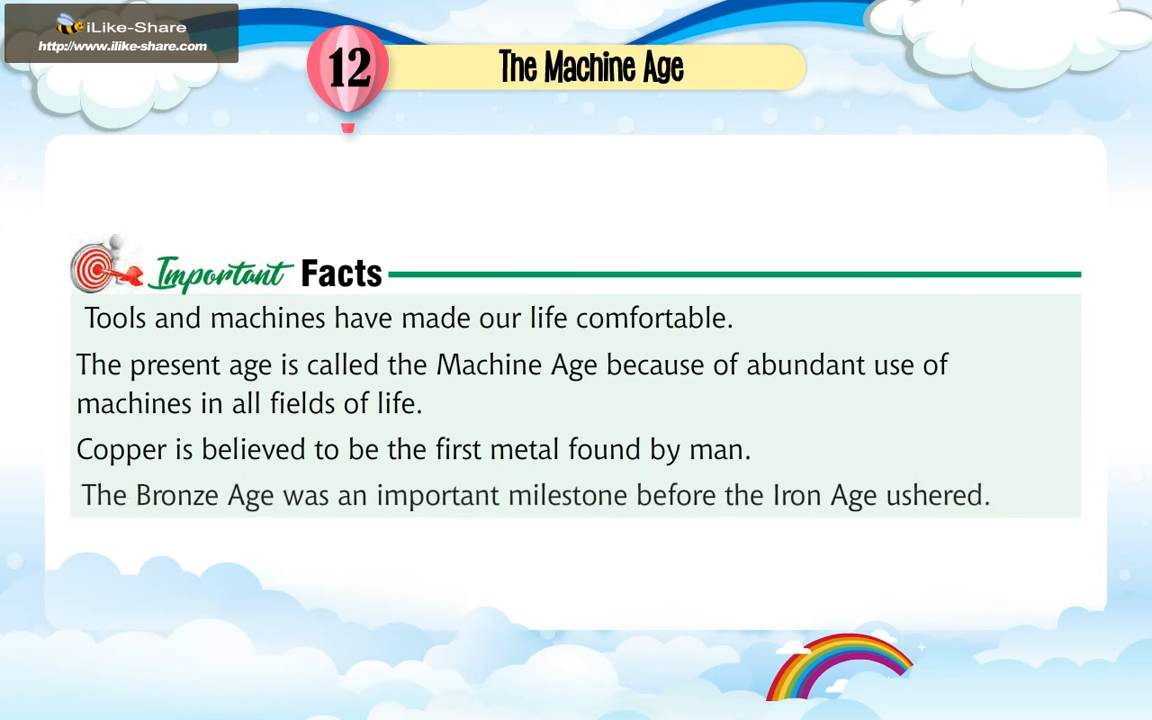 iLike-Share
http://www.ilike-share.com
12
The Machine Age
Important Facts
Tools and machines have made our life comfortable.
The present age is called the Machine Age because of abundant use of
machines in all fields of life.
Copper is believed to be the first metal found by man.
The Bronze Age was an important milestone before the Iron Age ushered.